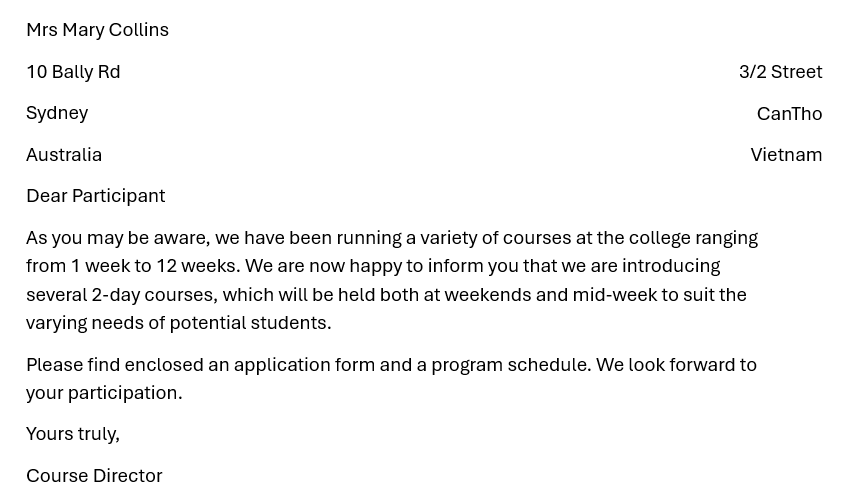 Mrs Mary Collins
10 Bally Rd 3/2 Street
Sydney CanTho
Australia Vietnam
Dear Participant
As you may be aware, we have been running a variety of courses at the college ranging
from 1 week to 12 weeks. We are now happy to inform you that we are introducing
several 2-day courses, which will be held both at weekends and mid-week to suit the
varying needs of potential students.
Please find enclosed an application form and a program schedule. We look forward to
your participation.
Yours truly,
Course Director